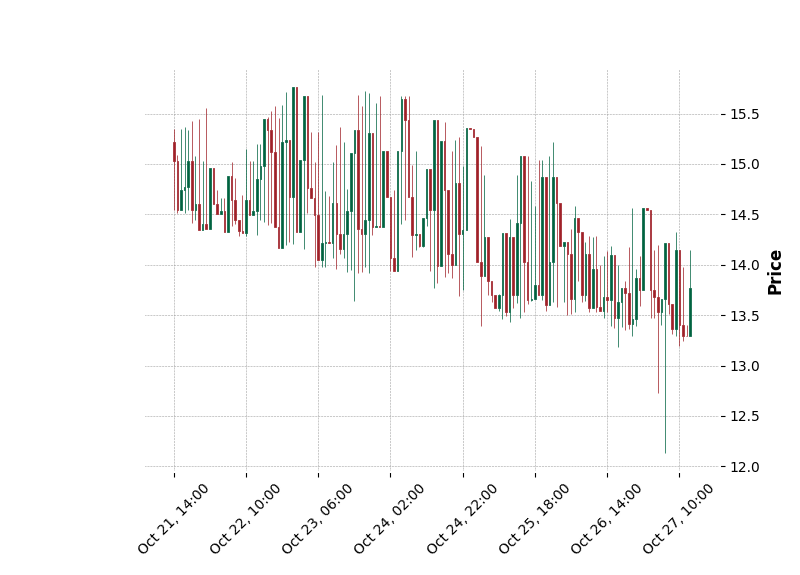 15.5
15.0
14.5
14.0
13.5
13.0
12.5
12.0
Price
Oct 21, 14:00
Oct 22, 10:00
Oct 23, 06:00
Oct 24, 02:00
Oct 24, 22:00
Oct 25, 18:00
Oct 26, 14:00
Oct 27, 10:00